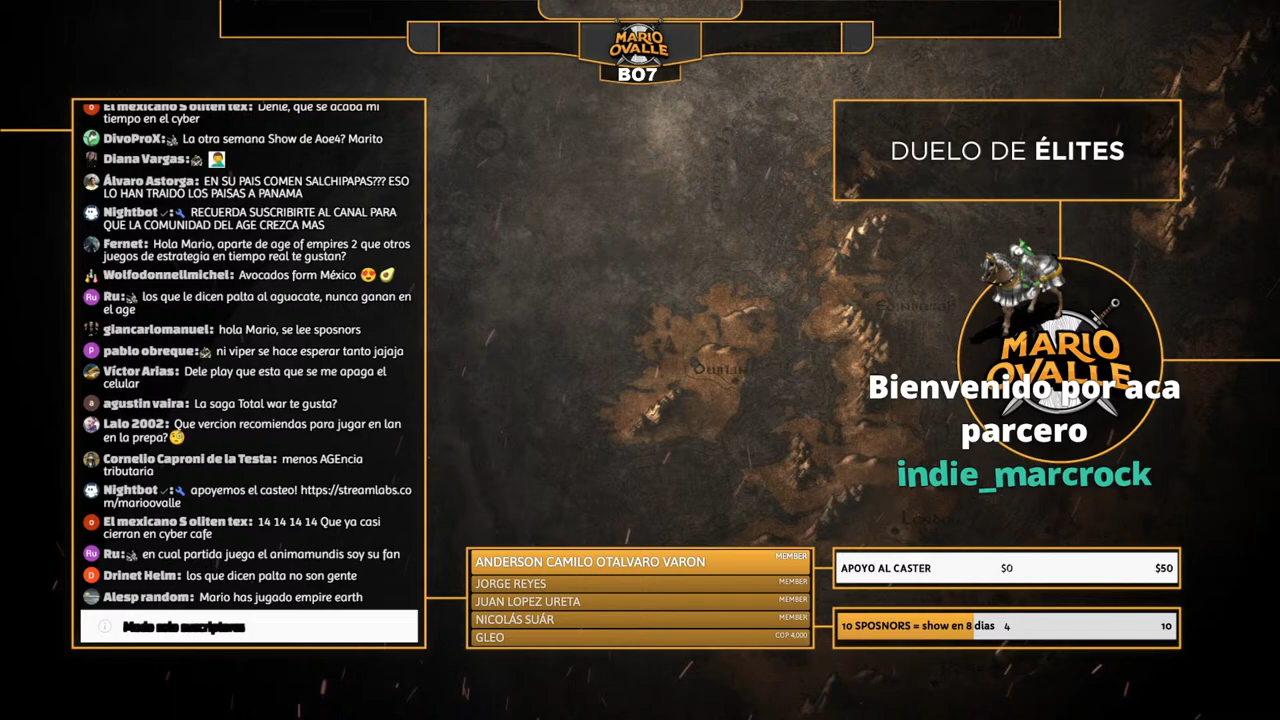 MARIO
OVALLE
BO7
El mexicano S oliten tex: Denle, que se acaba mi
tiempo en el cyber
DivoProX: La otra semana Show de Aoe4? Marito
Diana Vargas:
Álvaro Astorga: EN SU PAIS COMEN SALCHIPAPAS??? ESO
LO HAN TRAIDO LOS PAISAS A PANAMA
Nightbot ✓: RECUERDA SUSCRIBIRTE AL CANAL PARA
QUE LA COMUNIDAD DEL AGE CREZCA MAS
Fernet: Hola Mario, aparte de age of empires 2 que otros
juegos de estrategia en tiempo real te gustan?
Wolfodonnellmichel: Avocados form México 😍 🥑
Ru: los que le dicen palta al aguacate, nunca ganan en
el age
giancarlomanuel: hola Mario, se lee sposnors
pablo obreque: ni viper se hace esperar tanto jajaja
Víctor Arias: Dele play que esta que se me apaga el
celular
agustin vaira: La saga Total war te gusta?
Lalo 2002: Que vercion recomiendas para jugar en lan
en la prepa?🧐
Cornelio Caproni de la Testa: menos AGEncia
tributaria
Nightbot ✓: apoyemos el casteo! https://streamlabs.co
m/marioovalle
El mexicano S oliten tex: 14 14 14 14 Que ya casi
cierran en cyber cafe
Ru: en cual partida juega el animamundis soy su fan
Drinet Helm: los que dicen palta no son gente
Alesp random: Mario has jugado empire earth
Modo solo suscriptores
DUELO DE ÉLITES
EDINBURGH
DUBLIN
LONDON
MARIO
OVALLE
Bienvenido por aca
parcero
indie_marcrock
ANDERSON CAMILO OTALVARO VARON MEMBER
JORGE REYES MEMBER
JUAN LOPEZ URETA MEMBER
NICOLÁS SUÁR MEMBER
GLEO COP 4,000
APOYO AL CASTER $0 $50
10 SPOSNORS = show en 8 dias 4 10